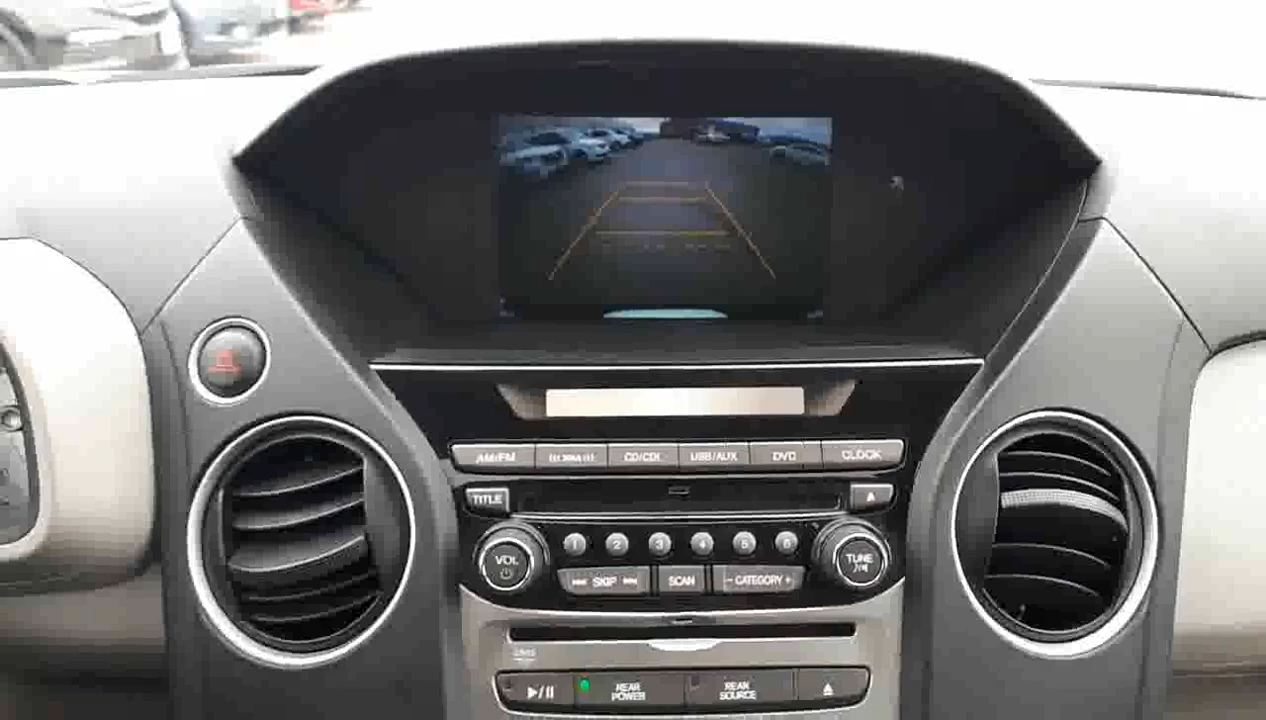 AM/FM CD/CDI USB/AUX DVD CLOCK
TITLE
1 2 3 4 5 6
VOL TUNE
SKIP SCAN - CATEGORY +
REAR POWER
REAR SOURCE